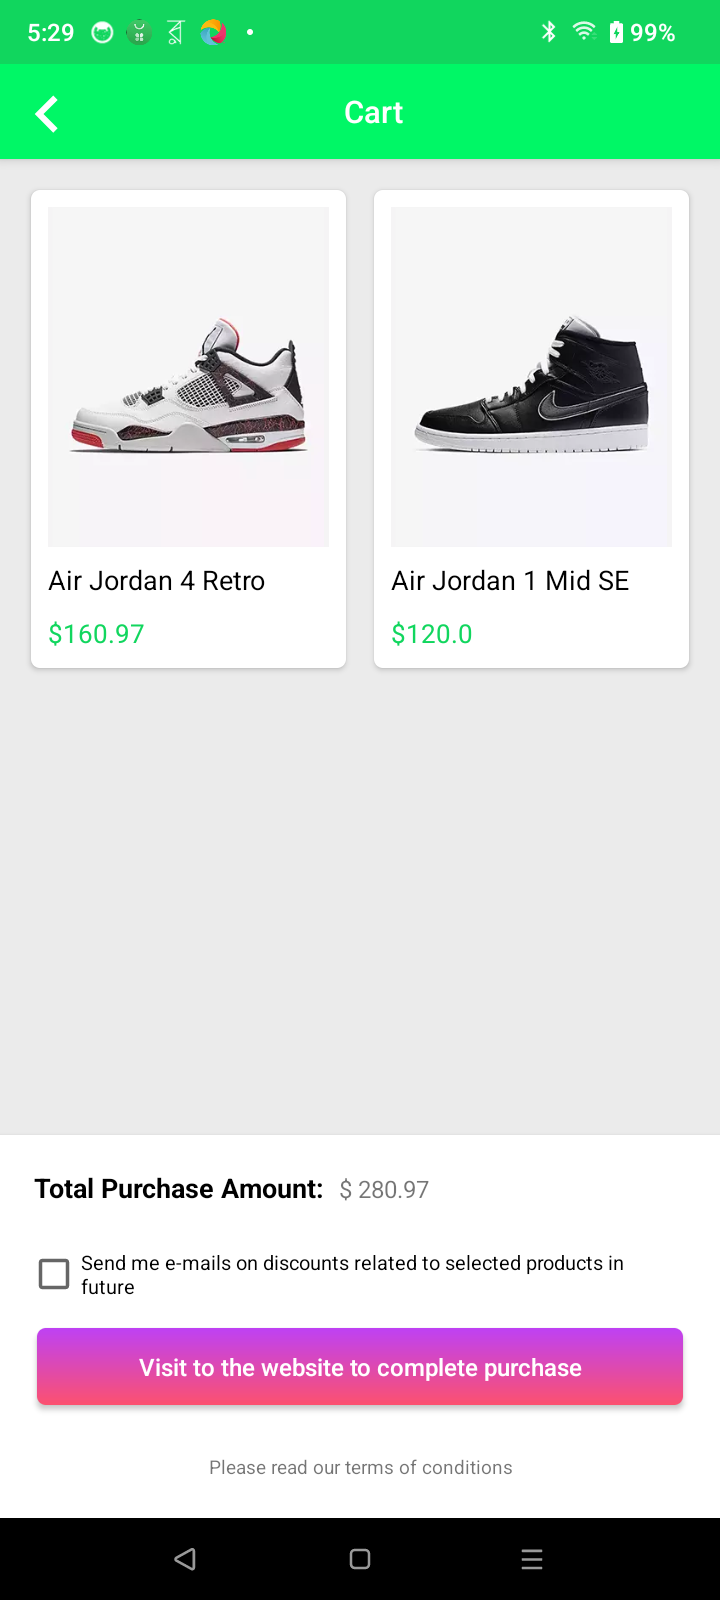 5:29
99%
Cart
Air Jordan 4 Retro
$160.97
Air Jordan 1 Mid SE
$120.0
Total Purchase Amount: $ 280.97
Send me e-mails on discounts related to selected products in
future
Visit to the website to complete purchase
Please read our terms of conditions